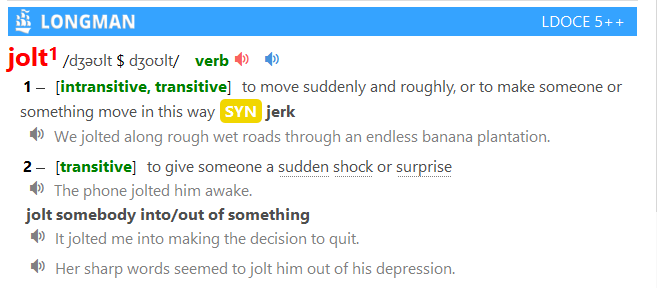 LONGMAN LDOCE 5++
jolt¹ /dʒəʊlt $ dʒoʊlt/ verb
1 – [intransitive, transitive] to move suddenly and roughly, or to make someone or
something move in this way SYN jerk
We jolted along rough wet roads through an endless banana plantation.
2 – [transitive] to give someone a sudden shock or surprise
The phone jolted him awake.
jolt somebody into/out of something
It jolted me into making the decision to quit.
Her sharp words seemed to jolt him out of his depression.